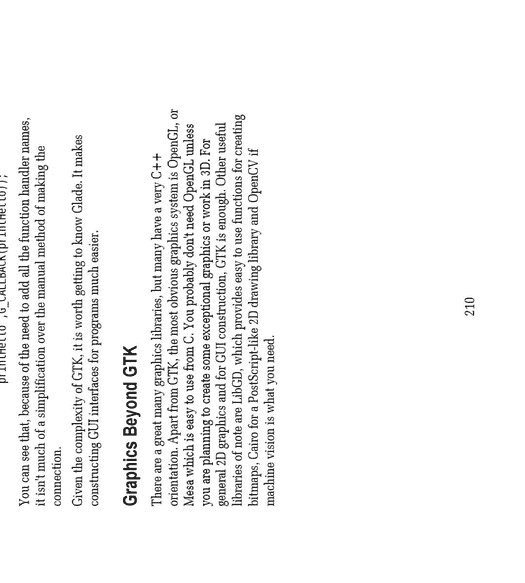 printHello ,G_CALLBACK(printHello));
You can see that, because of the need to add all the function handler names,
it isn't much of a simplification over the manual method of making the
connection.
Given the complexity of GTK, it is worth getting to know Glade. It makes
constructing GUI interfaces for programs much easier.
Graphics Beyond GTK
There are a great many graphics libraries, but many have a very C++
orientation. Apart from GTK, the most obvious graphics system is OpenGL, or
Mesa which is easy to use from C. You probably don't need OpenGL unless
you are planning to create some exceptional graphics or work in 3D. For
general 2D graphics and for GUI construction, GTK is enough. Other useful
libraries of note are LibGD, which provides easy to use functions for creating
bitmaps, Cairo for a PostScript-like 2D drawing library and OpenCV if
machine vision is what you need.
210